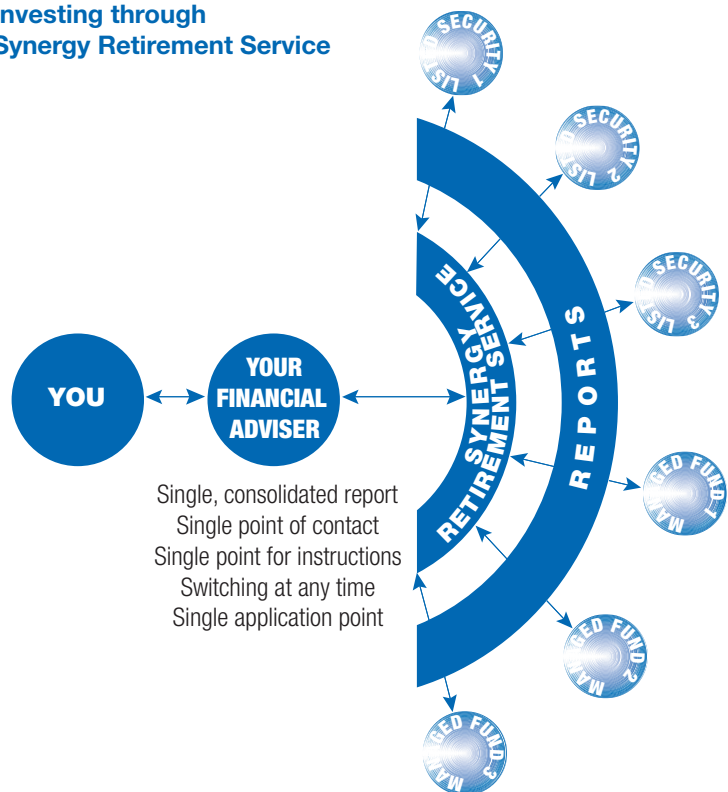 Investing through
Synergy Retirement Service
LISTED SECURITY 1
LISTED SECURITY 2
LISTED SECURITY 3
YOU
YOUR
FINANCIAL
ADVISER
SYNERGY
RETIREMENT SERVICE
REPORTS
Single, consolidated report
Single point of contact
Single point for instructions
Switching at any time
Single application point
MANAGED FUND 1
MANAGED FUND 2
MANAGED FUND 3